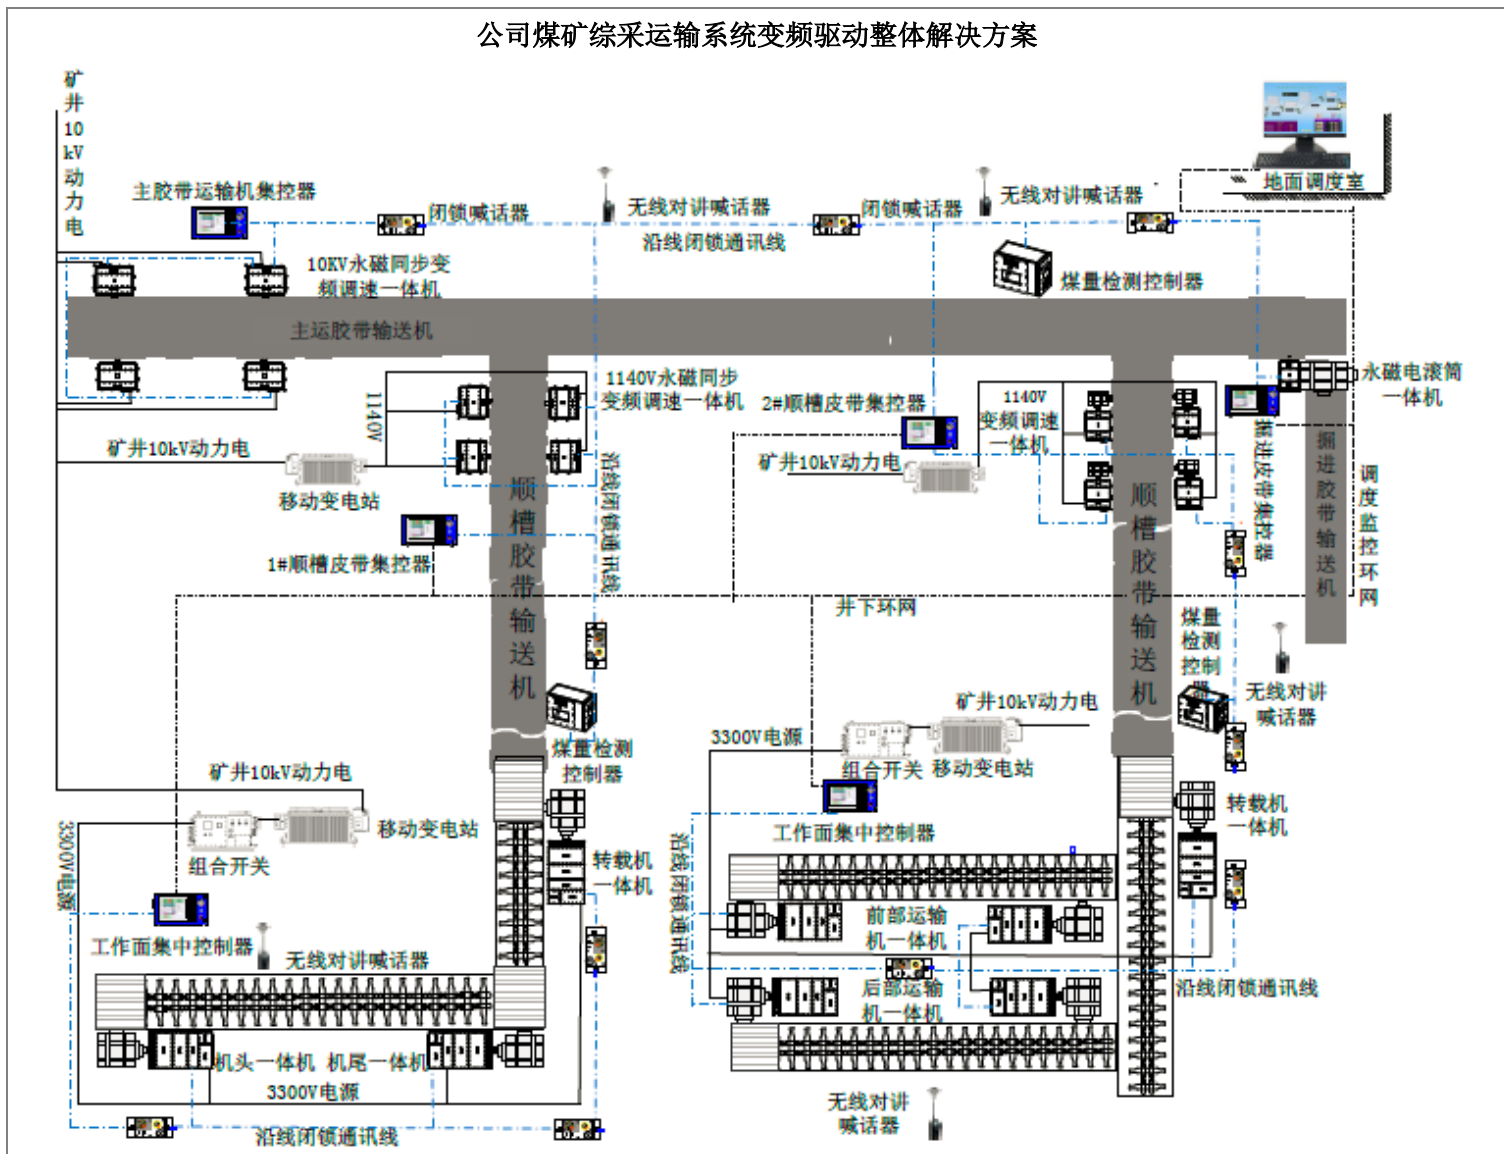 公司煤矿综采运输系统变频驱动整体解决方案
矿
井
10
kV
动
力
电
主胶带运输机集控器
闭锁喊话器
无线对讲喊话器
闭锁喊话器
无线对讲喊话器
沿线闭锁通讯线
地面调度室
10KV永磁同步变
频调速一体机
煤量检测控制器
主运胶带输送机
1140V永磁同步
变频调速一体机
1140V
2#顺槽皮带集控器
1140V
变频调速
一体机
永磁电滚筒
一体机
矿井10kV动力电
移动变电站
矿井10kV动力电
顺槽胶带输送机
沿线闭锁通讯线
顺槽胶带输送机
掘进皮带集控器
掘进胶带输送机
调度监控环网
1#顺槽皮带集控器
井下环网
煤量
检测
控制
器
无线对讲
喊话器
矿井10kV动力电
3300V电源
组合开关
移动变电站
煤量检测
控制器
矿井10kV动力电
移动变电站
组合开关
3300V电源
转载机
一体机
工作面集中控制器
转载机
一体机
沿线闭锁通讯线
工作面集中控制器
无线对讲喊话器
前部运输
机一体机
后部运输
机一体机
沿线闭锁通讯线
机头一体机
机尾一体机
3300V电源
沿线闭锁通讯线
无线对讲
喊话器